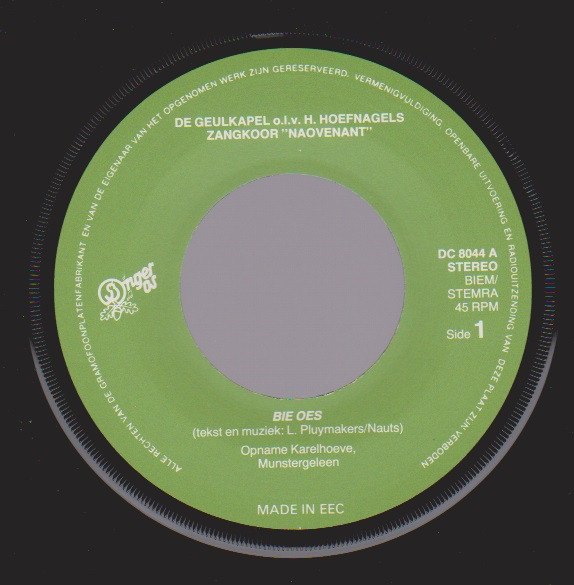 ALLE RECHTEN VAN DE GRAMOFOONPLATENFABRIKANT EN VAN DE EIGENAAR VAN HET OPGENOMEN WERK ZIJN GERESERVEERD. VERMENIGVULDIGING, OPENBARE UITVOERING EN RADIOUITZENDING VAN DEZE PLAAT ZIJN VERBODEN
DE GEULKAPEL o.l.v. H. HOEFNAGELS
ZANGKOOR "NAOVENANT"
DC 8044 A
STEREO
BIEM/
STEMRA
45 RPM
Side 1
BIE OES
(tekst en muziek: L. Pluymakers/Nauts)
Opname Karelhoeve,
Munstergeleen
MADE IN EEC